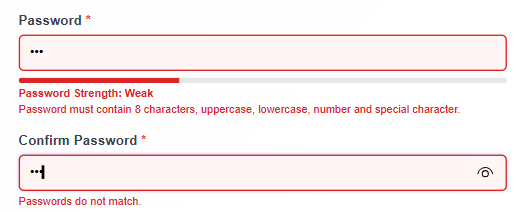 Password *
•••
Password Strength: Weak
Password must contain 8 characters, uppercase, lowercase, number and special character.
Confirm Password *
•••
Passwords do not match.